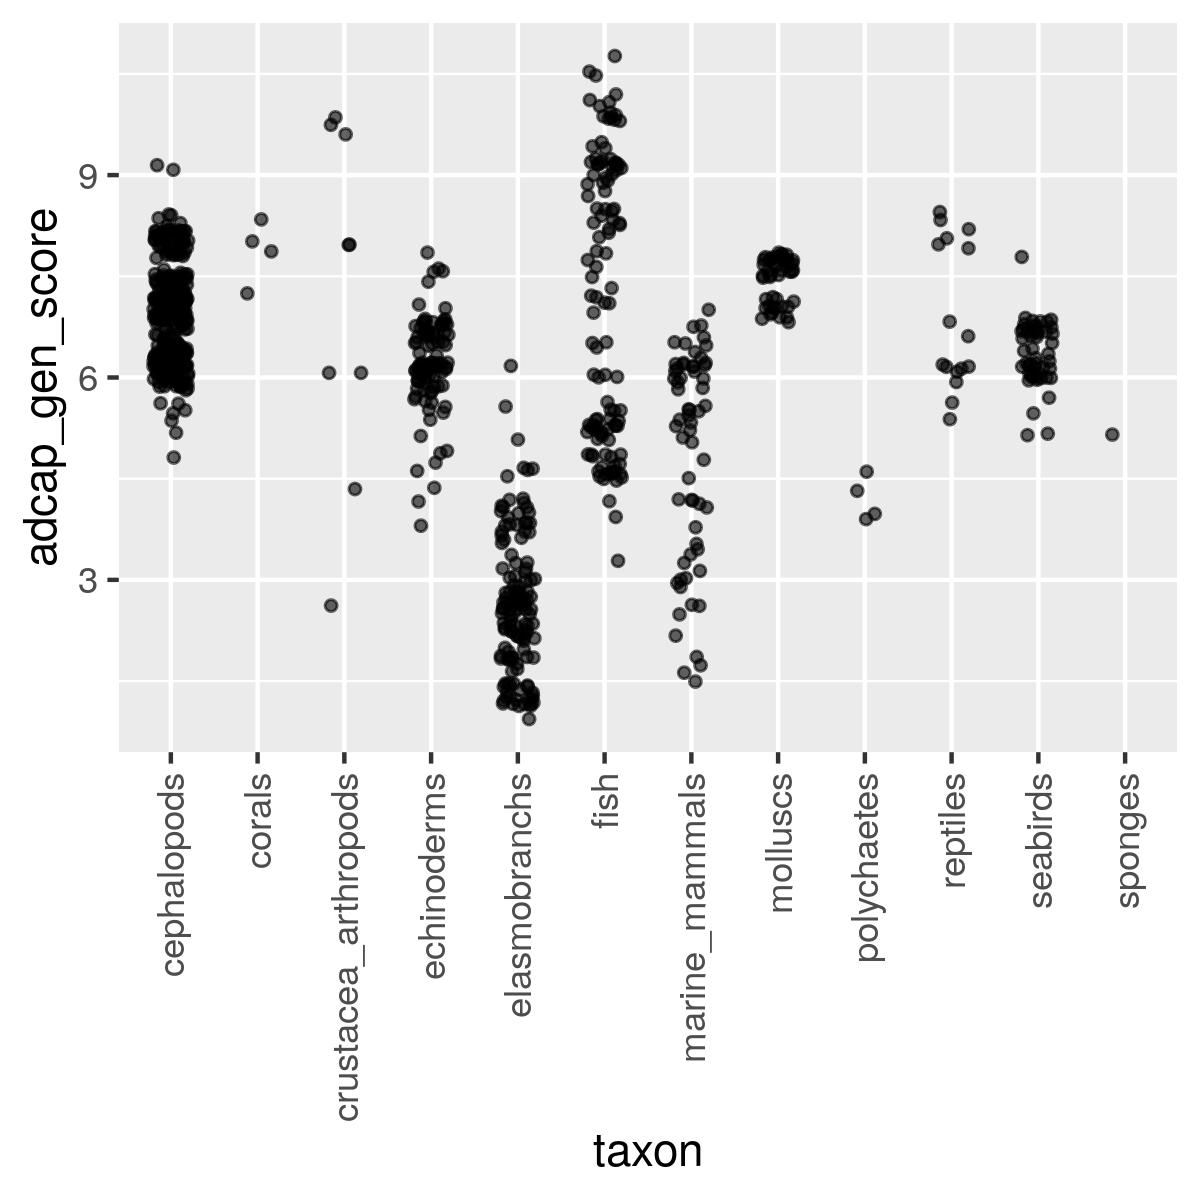 adcap_gen_score
9
6
3
cephalopods
corals
crustacea_arthropods
echinoderms
elasmobranchs
fish
marine_mammals
molluscs
polychaetes
reptiles
seabirds
sponges
taxon